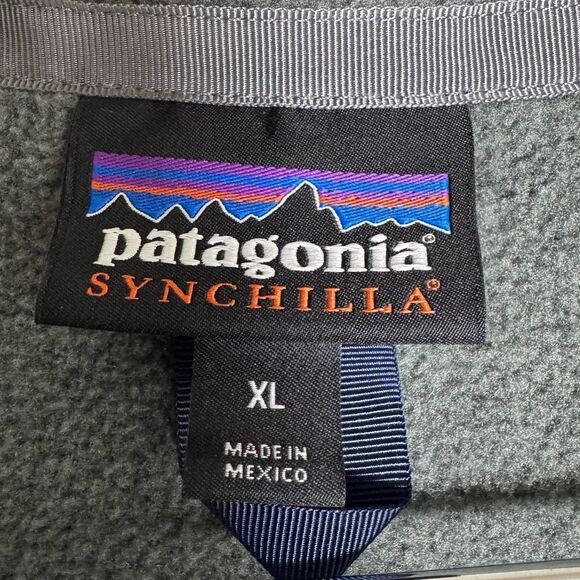 patagonia®
SYNCHILLA®
XL
MADE IN
MEXICO